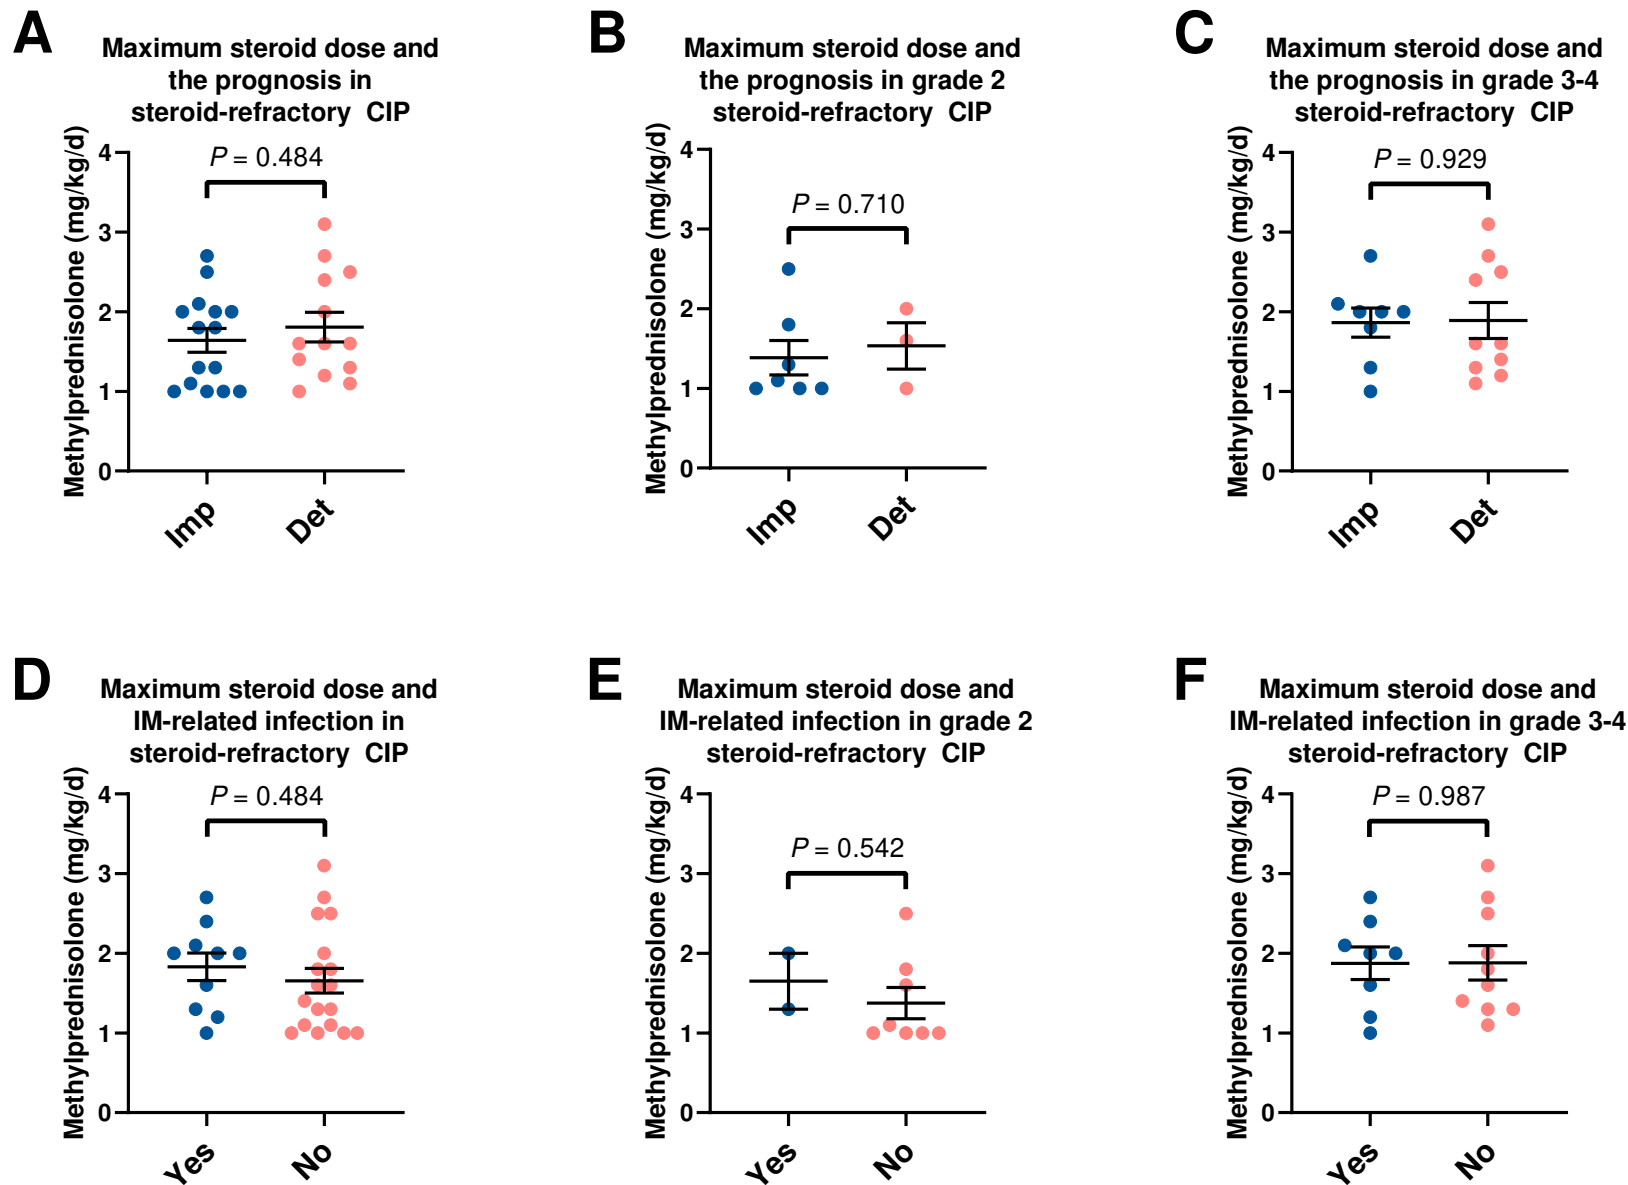 A
Maximum steroid dose and
the prognosis in
steroid-refractory CIP
Methylprednisolone (mg/kg/d)
4
3
2
1
0
P = 0.484
Imp
Det
B
Maximum steroid dose and
the prognosis in grade 2
steroid-refractory CIP
Methylprednisolone (mg/kg/d)
4
3
2
1
0
P = 0.710
Imp
Det
C
Maximum steroid dose and
the prognosis in grade 3-4
steroid-refractory CIP
Methylprednisolone (mg/kg/d)
4
3
2
1
0
P = 0.929
Imp
Det
D
Maximum steroid dose and
IM-related infection in
steroid-refractory CIP
Methylprednisolone (mg/kg/d)
4
3
2
1
0
P = 0.484
Yes
No
E
Maximum steroid dose and
IM-related infection in grade 2
steroid-refractory CIP
Methylprednisolone (mg/kg/d)
4
3
2
1
0
P = 0.542
Yes
No
F
Maximum steroid dose and
IM-related infection in grade 3-4
steroid-refractory CIP
Methylprednisolone (mg/kg/d)
4
3
2
1
0
P = 0.987
Yes
No